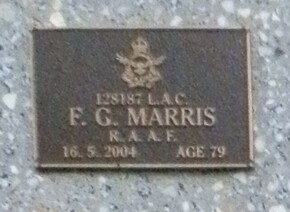 128187 L.A.C.
F. G. MARRIS
R. A. A. F.
16. 5. 2004 AGE 79